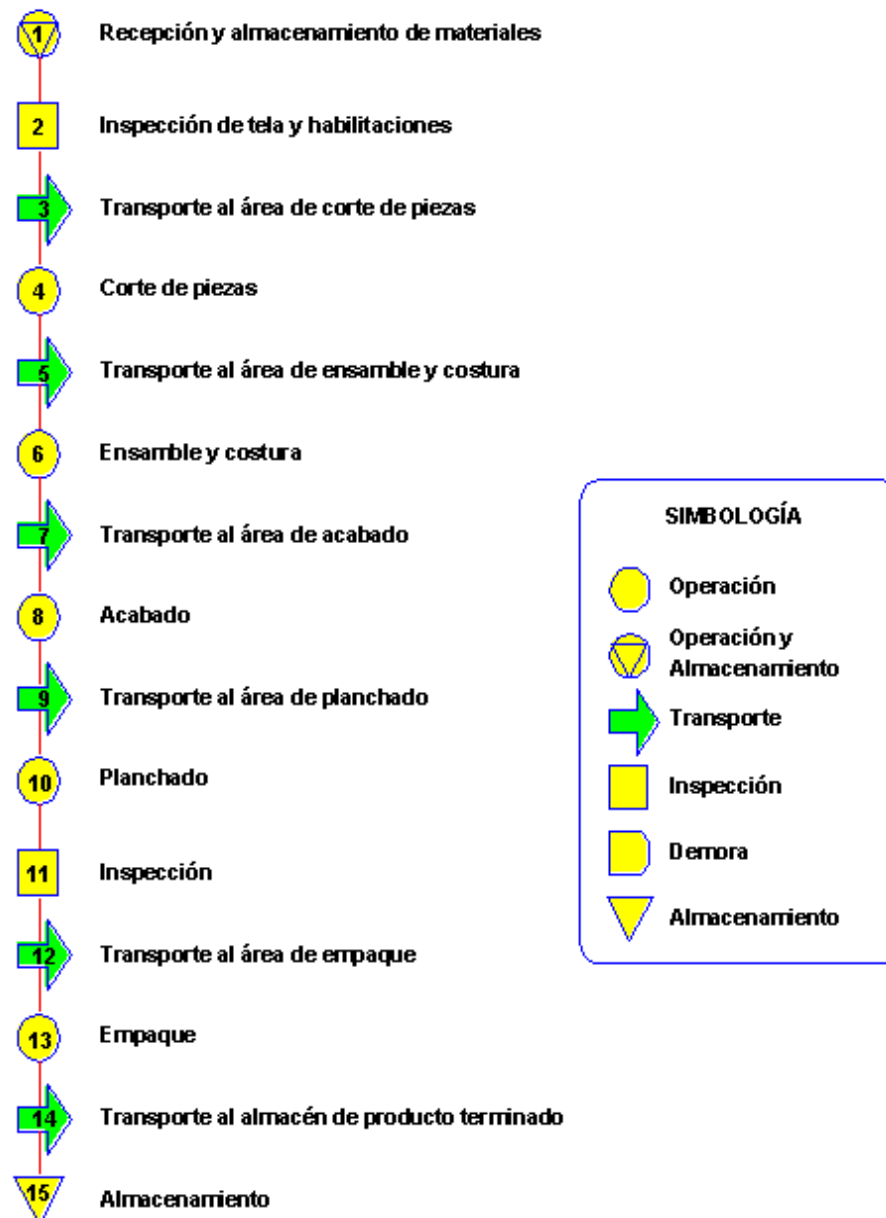 1 Recepción y almacenamiento de materiales
2 Inspección de tela y habilitaciones
3 Transporte al área de corte de piezas
4 Corte de piezas
5 Transporte al área de ensamble y costura
6 Ensamble y costura
7 Transporte al área de acabado
8 Acabado
9 Transporte al área de planchado
10 Planchado
11 Inspección
12 Transporte al área de empaque
13 Empaque
14 Transporte al almacén de producto terminado
15 Almacenamiento
SIMBOLOGÍA
Operación
Operación y
Almacenamiento
Transporte
Inspección
Demora
Almacenamiento